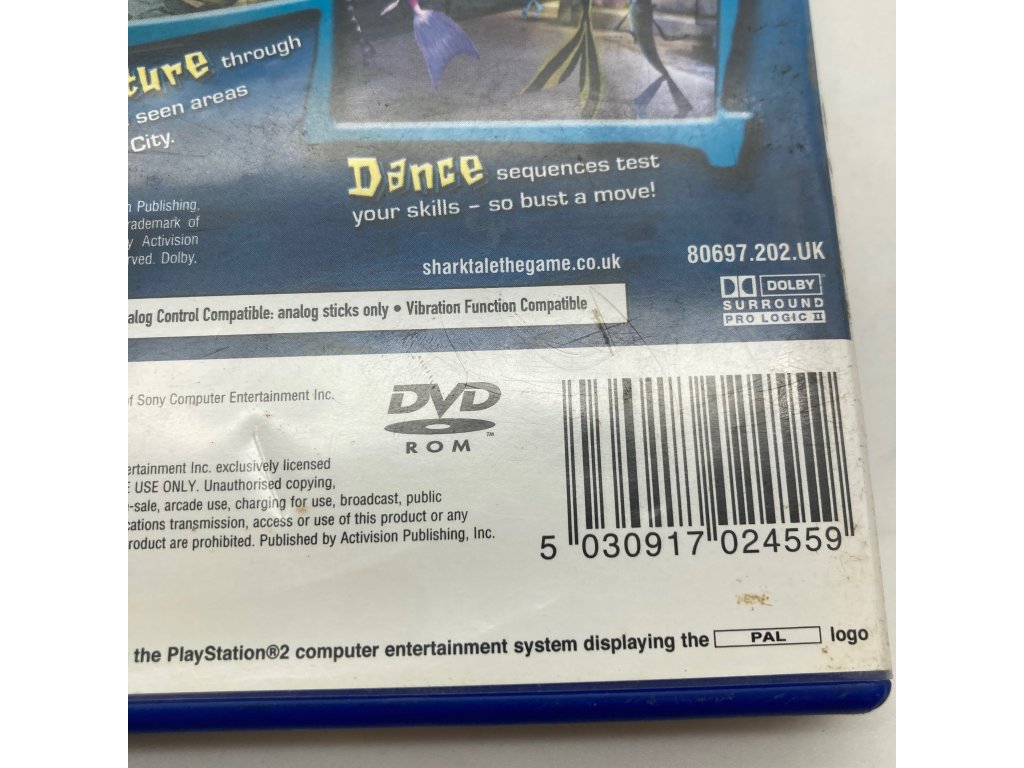 ture through
seen areas
City.
Dance sequences test
your skills – so bust a move!
Publishing,
rademark of
y Activision
rved. Dolby,
sharktalethegame.co.uk
80697.202.UK
DOLBY
SURROUND
PRO LOGIC II
alog Control Compatible: analog sticks only • Vibration Function Compatible
of Sony Computer Entertainment Inc.
DVD
ROM
™
ertainment Inc. exclusively licensed
E USE ONLY. Unauthorised copying,
-sale, arcade use, charging for use, broadcast, public
cations transmission, access or use of this product or any
roduct are prohibited. Published by Activision Publishing, Inc.
5 030917 024559
the PlayStation®2 computer entertainment system displaying the PAL logo